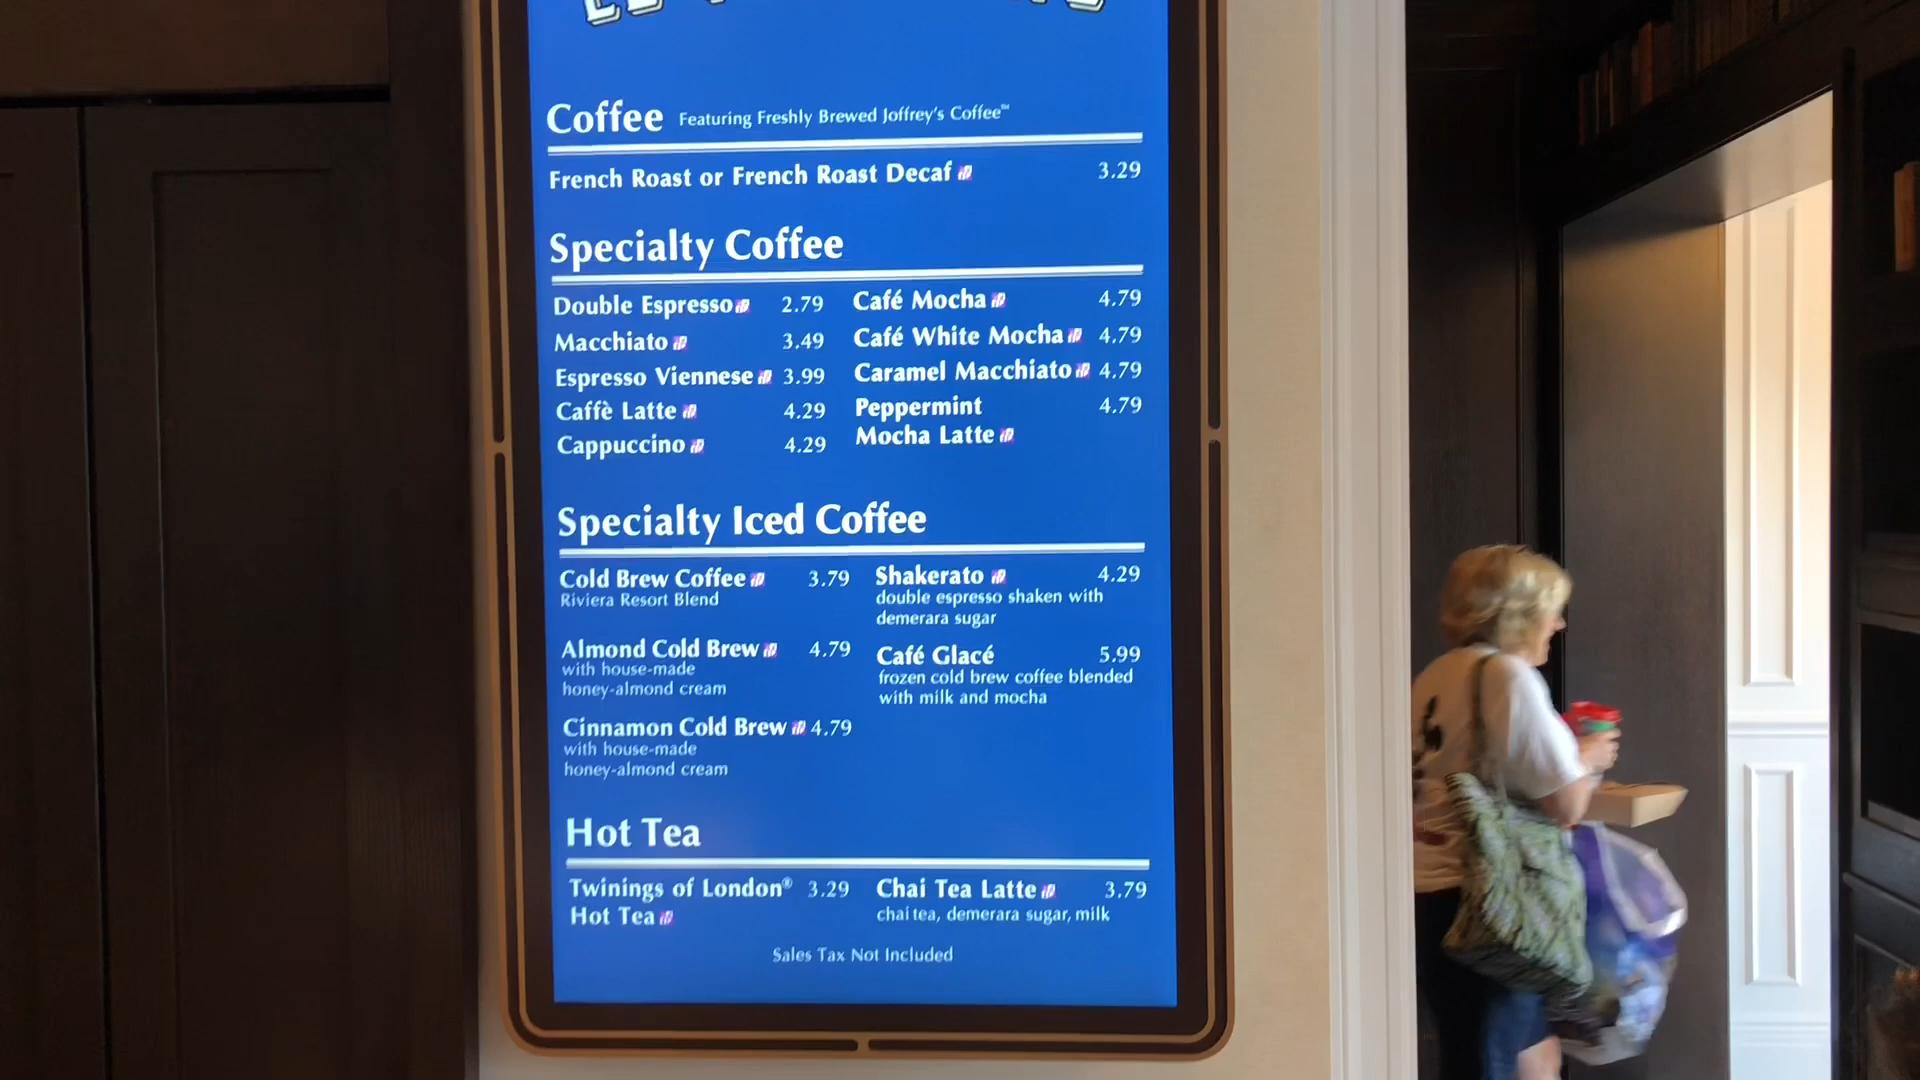 Coffee Featuring Freshly Brewed Joffrey's Coffee™
French Roast or French Roast Decaf 3.29
Specialty Coffee
Double Espresso 2.79
Macchiato 3.49
Espresso Viennese 3.99
Caffè Latte 4.29
Cappuccino 4.29
Café Mocha 4.79
Café White Mocha 4.79
Caramel Macchiato 4.79
Peppermint 4.79
Mocha Latte
Specialty Iced Coffee
Cold Brew Coffee 3.79
Riviera Resort Blend
Almond Cold Brew 4.79
with house-made
honey-almond cream
Cinnamon Cold Brew 4.79
with house-made
honey-almond cream
Shakerato 4.29
double espresso shaken with
demerara sugar
Café Glacé 5.99
frozen cold brew coffee blended
with milk and mocha
Hot Tea
Twinings of London® 3.29
Hot Tea
Chai Tea Latte 3.79
chai tea, demerara sugar, milk
Sales Tax Not Included